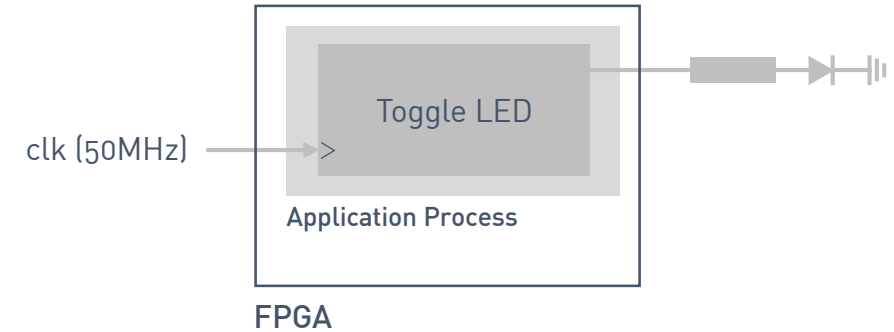 Toggle LED
clk (50MHz)
Application Process
FPGA